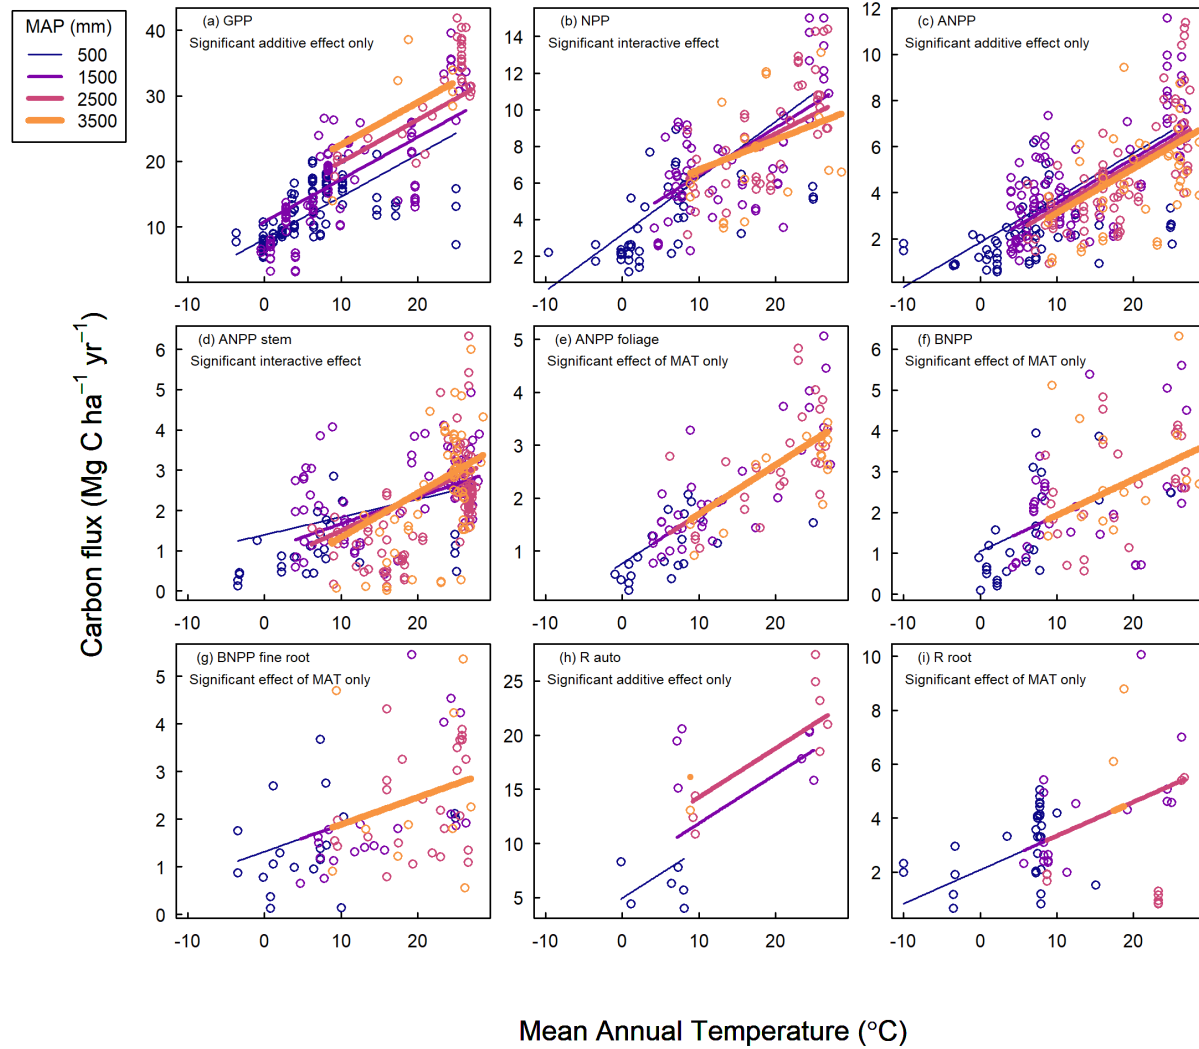 MAP (mm)
500
1500
2500
3500
(a) GPP
Significant additive effect only
40
30
20
10
-10 0 10 20
(b) NPP
Significant interactive effect
14
12
10
8
6
4
2
-10 0 10 20
(c) ANPP
Significant additive effect only
12
10
8
6
4
2
-10 0 10 20
Carbon flux (Mg C ha−1 yr−1)
(d) ANPP stem
Significant interactive effect
6
5
4
3
2
1
0
-10 0 10 20
(e) ANPP foliage
Significant effect of MAT only
5
4
3
2
1
-10 0 10 20
(f) BNPP
Significant effect of MAT only
6
5
4
3
2
1
0
-10 0 10 20
(g) BNPP fine root
Significant effect of MAT only
5
4
3
2
1
0
-10 0 10 20
(h) R auto
Significant additive effect only
25
20
15
10
5
-10 0 10 20
(i) R root
Significant effect of MAT only
10
8
6
4
2
-10 0 10 20
Mean Annual Temperature (°C)